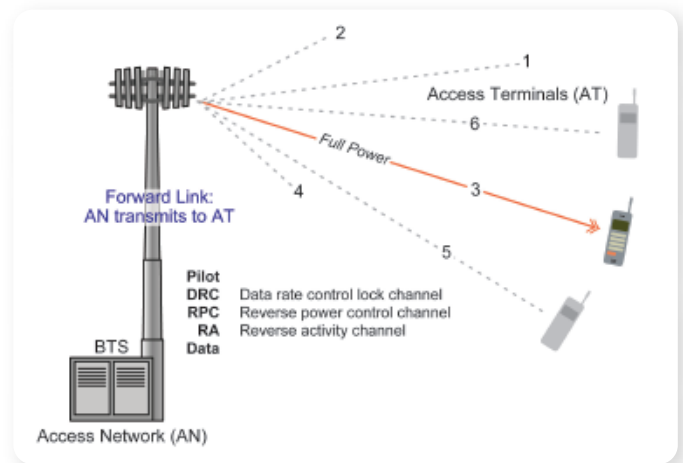 2
1
Access Terminals (AT)
6
Full Power
3
4
Forward Link:
AN transmits to AT
5
Pilot
DRC Data rate control lock channel
RPC Reverse power control channel
RA Reverse activity channel
Data
BTS
Access Network (AN)